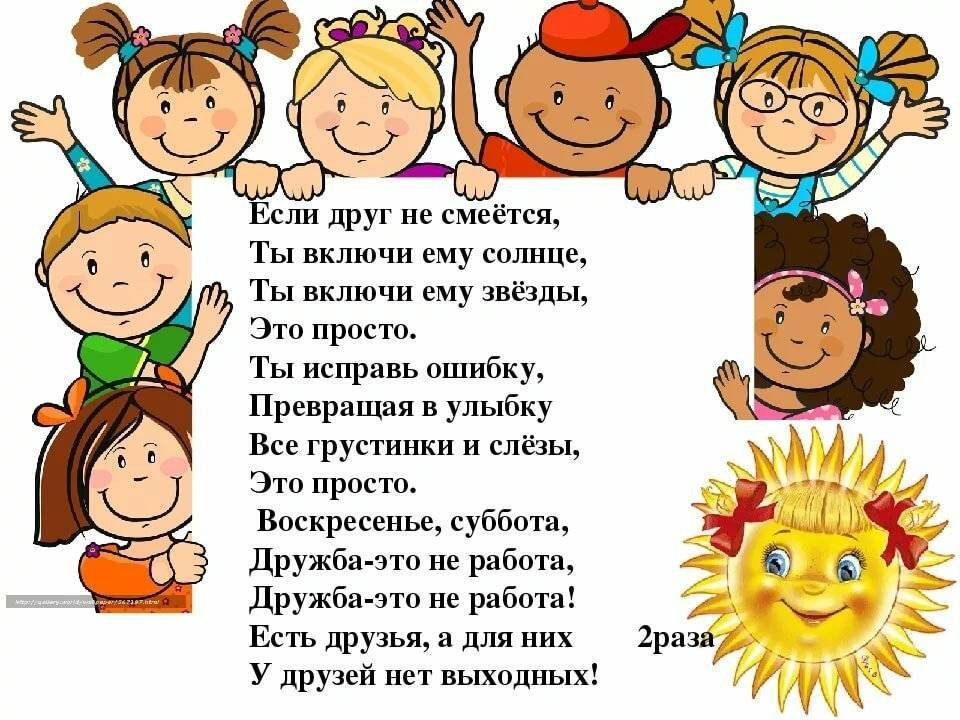 Если друг не смеётся,
Ты включи ему солнце,
Ты включи ему звёзды,
Это просто.
Ты исправь ошибку,
Превращая в улыбку
Все грустинки и слёзы,
Это просто.
Воскресенье, суббота,
Дружба-это не работа,
Дружба-это не работа!
Есть друзья, а для них 2раза
У друзей нет выходных!